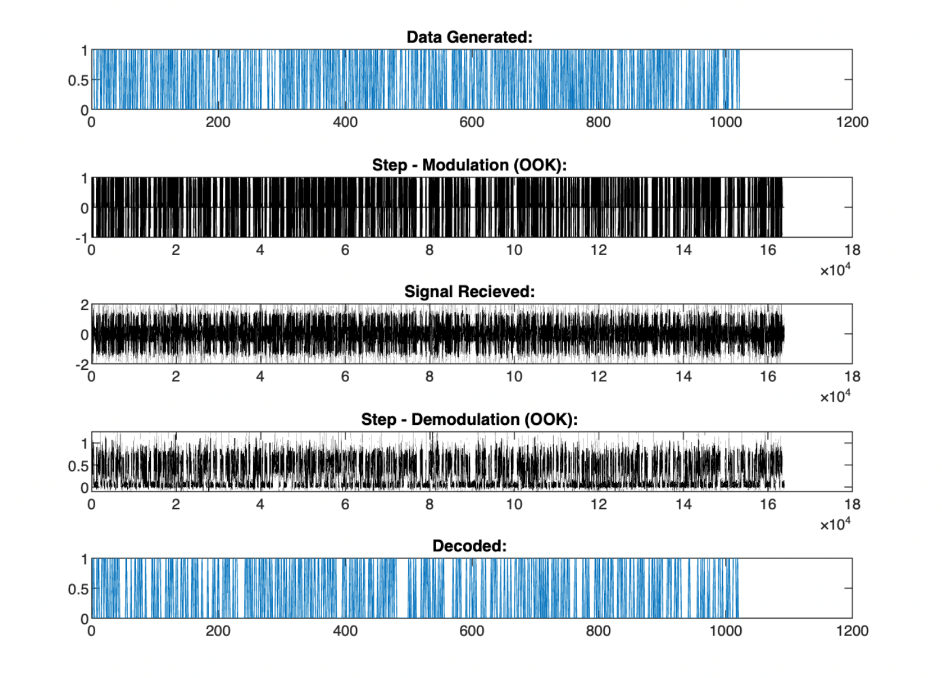 Data Generated:
1
0.5
0
0 200 400 600 800 1000 1200
Step - Modulation (OOK):
1
0
-1
0 2 4 6 8 10 12 14 16 18
×10^4
Signal Recieved:
2
0
-2
0 2 4 6 8 10 12 14 16 18
×10^4
Step - Demodulation (OOK):
1
0.5
0
0 2 4 6 8 10 12 14 16 18
×10^4
Decoded:
1
0.5
0
0 200 400 600 800 1000 1200